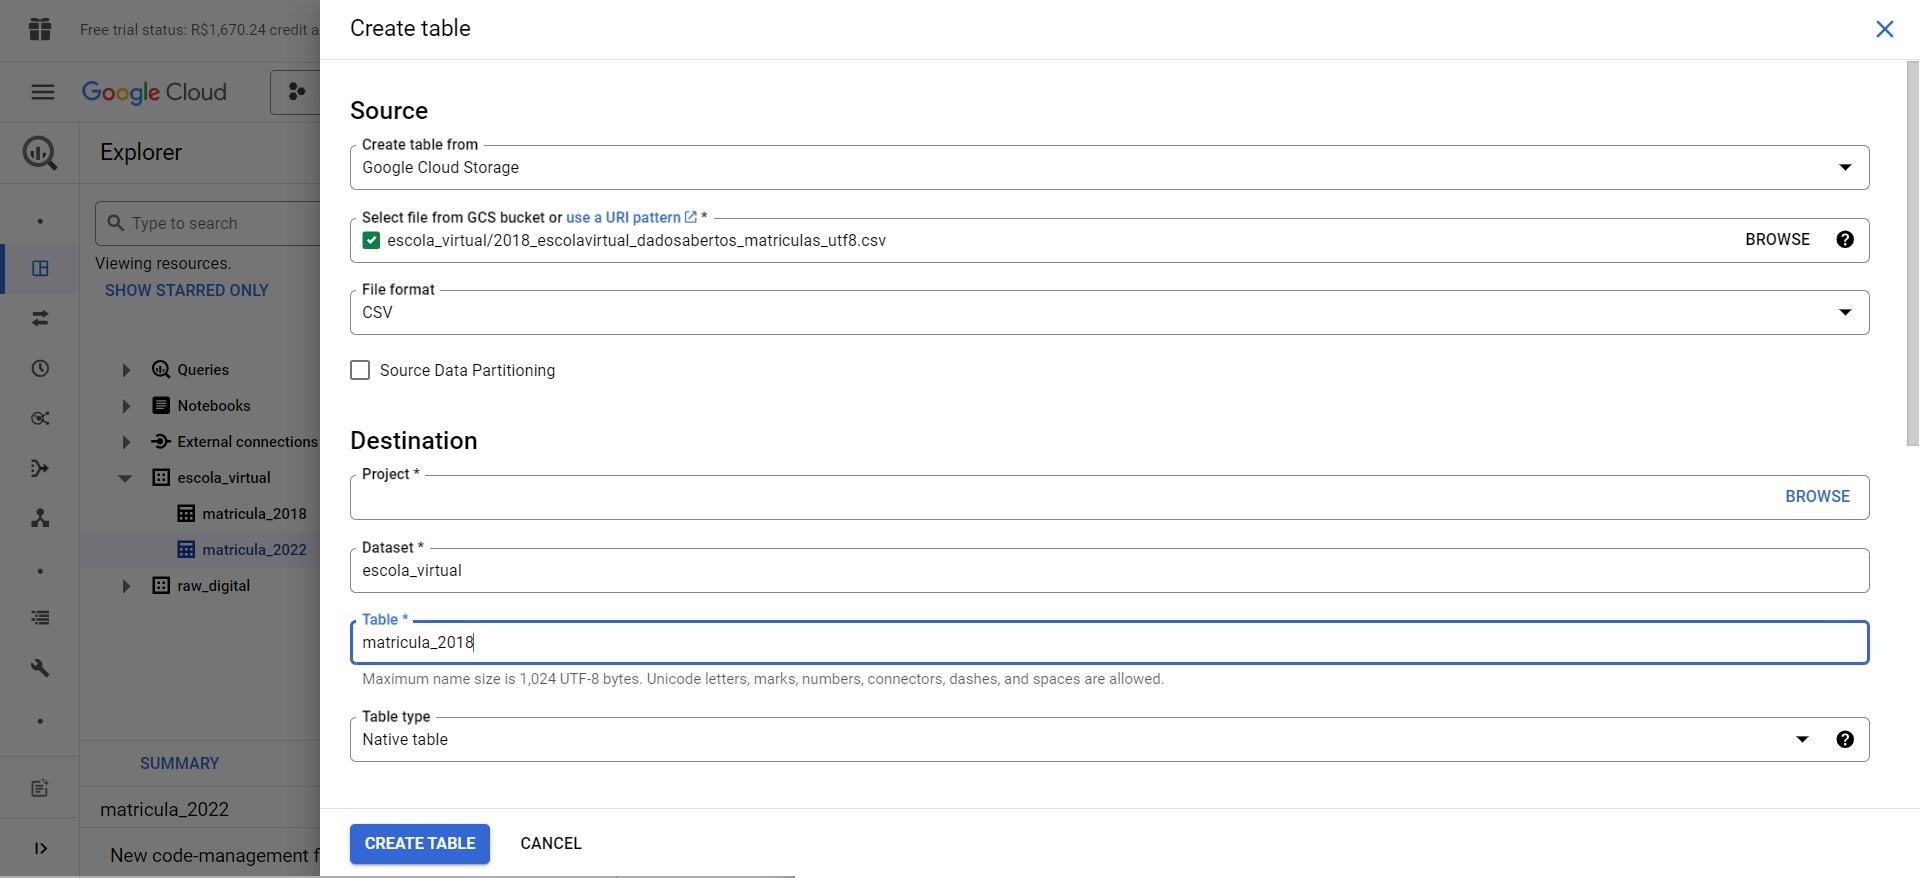 Free trial status: R$1,670.24 credit a
Google Cloud
Explorer
Type to search
Viewing resources.
SHOW STARRED ONLY
Queries
Notebooks
External connections
escola_virtual
matricula_2018
matricula_2022
raw_digital
SUMMARY
matricula_2022
New code-management f
Create table
Source
Create table from
Google Cloud Storage
Select file from GCS bucket or use a URI pattern *
escola_virtual/2018_escolavirtual_dadosabertos_matriculas_utf8.csv
BROWSE
File format
CSV
Source Data Partitioning
Destination
Project *
BROWSE
Dataset *
escola_virtual
Table *
matricula_2018
Maximum name size is 1,024 UTF-8 bytes. Unicode letters, marks, numbers, connectors, dashes, and spaces are allowed.
Table type
Native table
CREATE TABLE
CANCEL